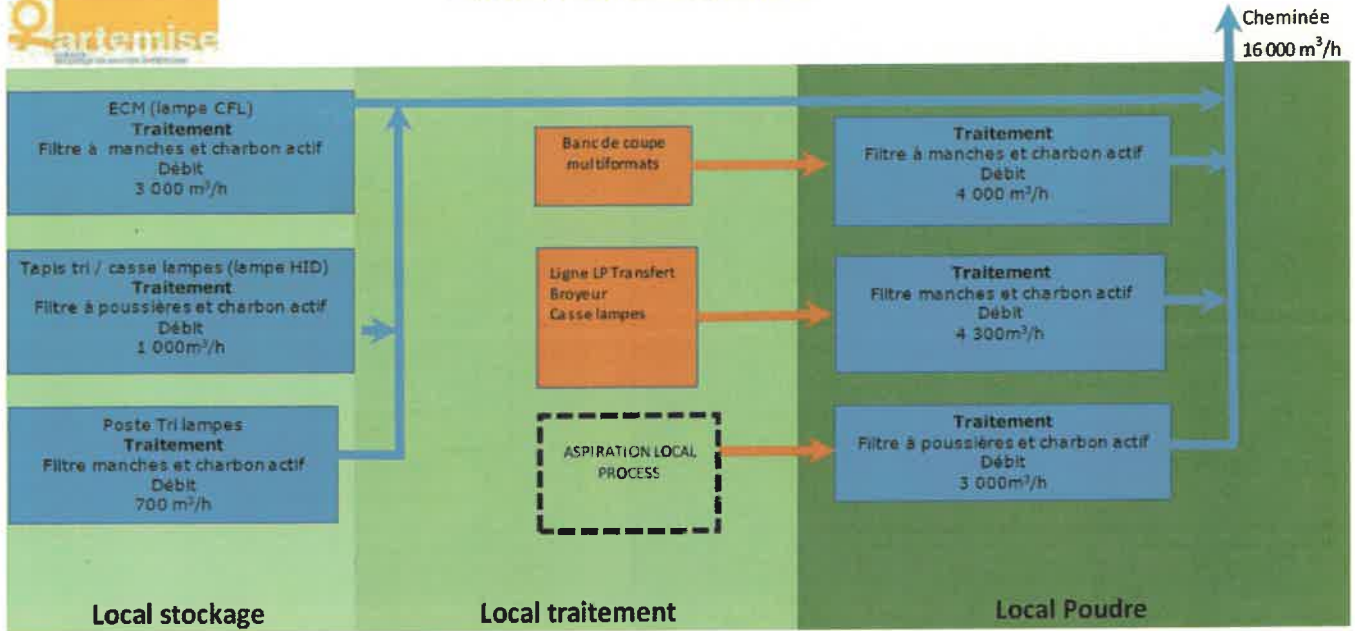 artemise
Cheminée
16 000 m³/h
ECM (lampe CFL)
Traitement
Filtre à manches et charbon actif
Débit
3 000 m³/h
Tapis tri / casse lampes (lampe HID)
Traitement
Filtre à poussières et charbon actif
Débit
1 000m³/h
Poste Tri lampes
Traitement
Filtre manches et charbon actif
Débit
700 m³/h
Banc de coupe
multiformats
Ligne LP Transfert
Broyeur
Casse lampes
ASPIRATION LOCAL
PROCESS
Traitement
Filtre à manches et charbon actif
Débit
4 000 m³/h
Traitement
Filtre manches et charbon actif
Débit
4 300m³/h
Traitement
Filtre à poussières et charbon actif
Débit
3 000m³/h
Local stockage
Local traitement
Local Poudre